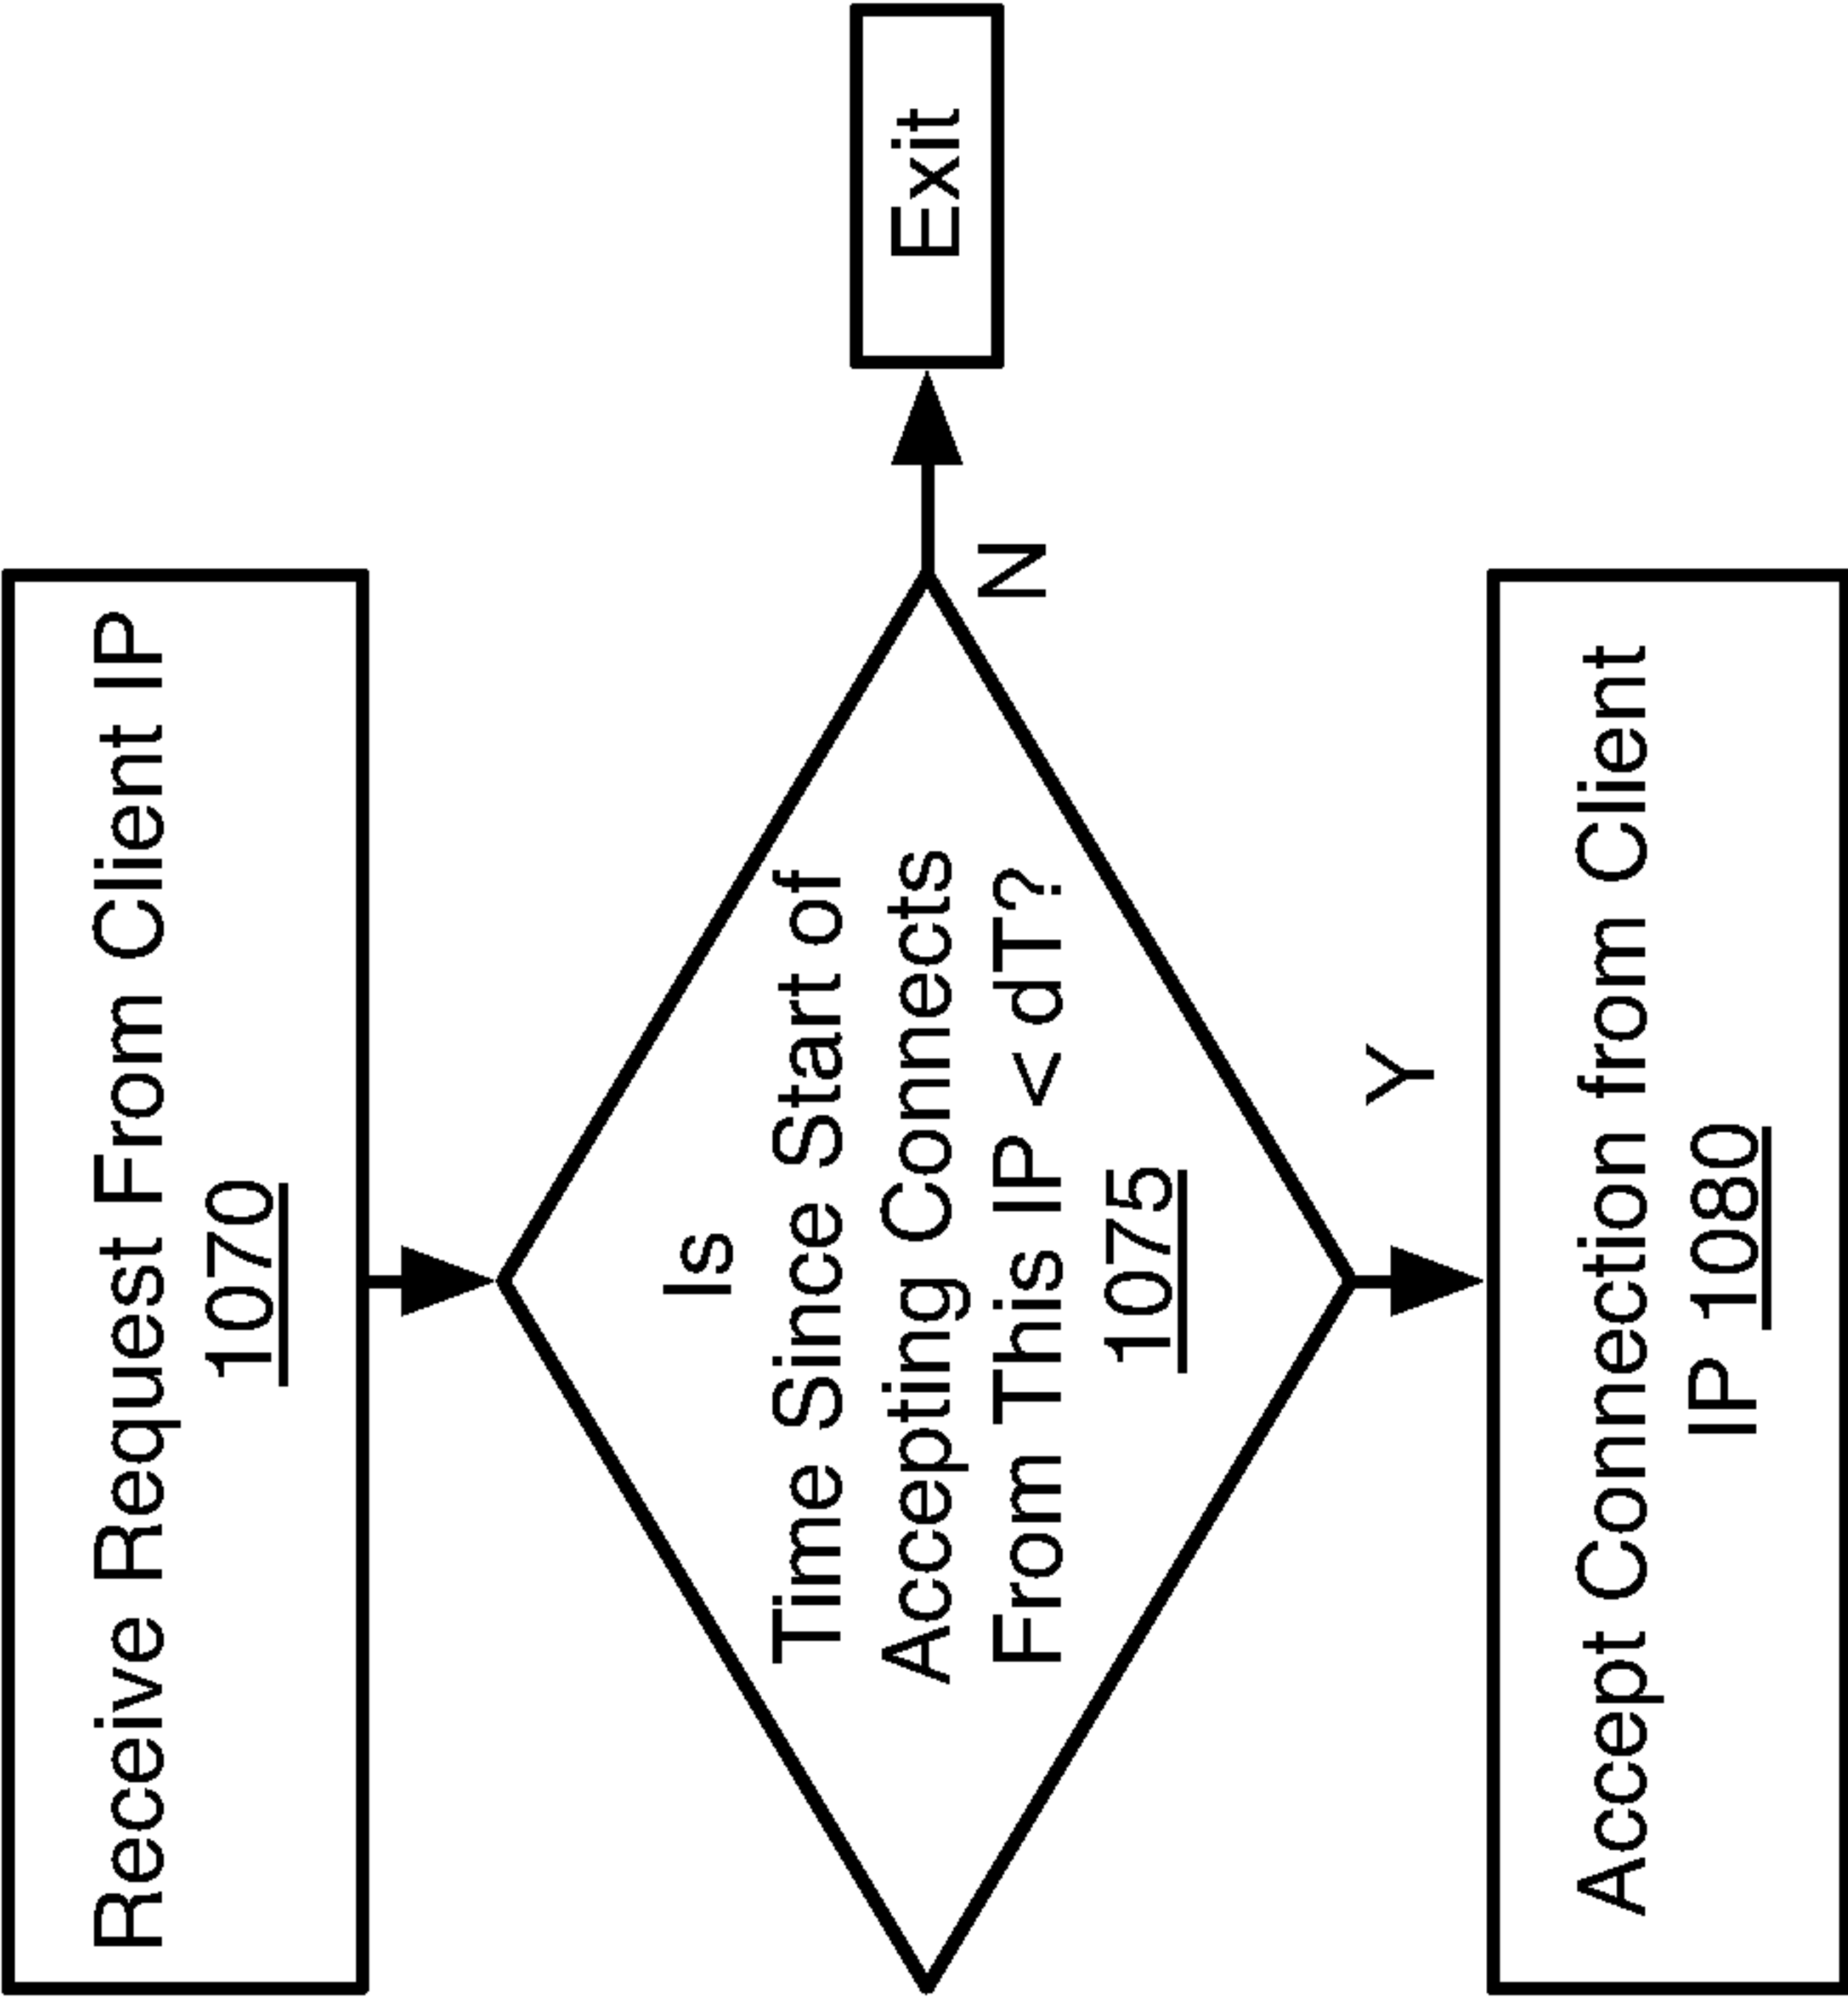 Receive Request From Client IP
1070
Is
Time Since Start of
Accepting Connects
From This IP < dT?
1075
N
Exit
Y
Accept Connection from Client
IP 1080